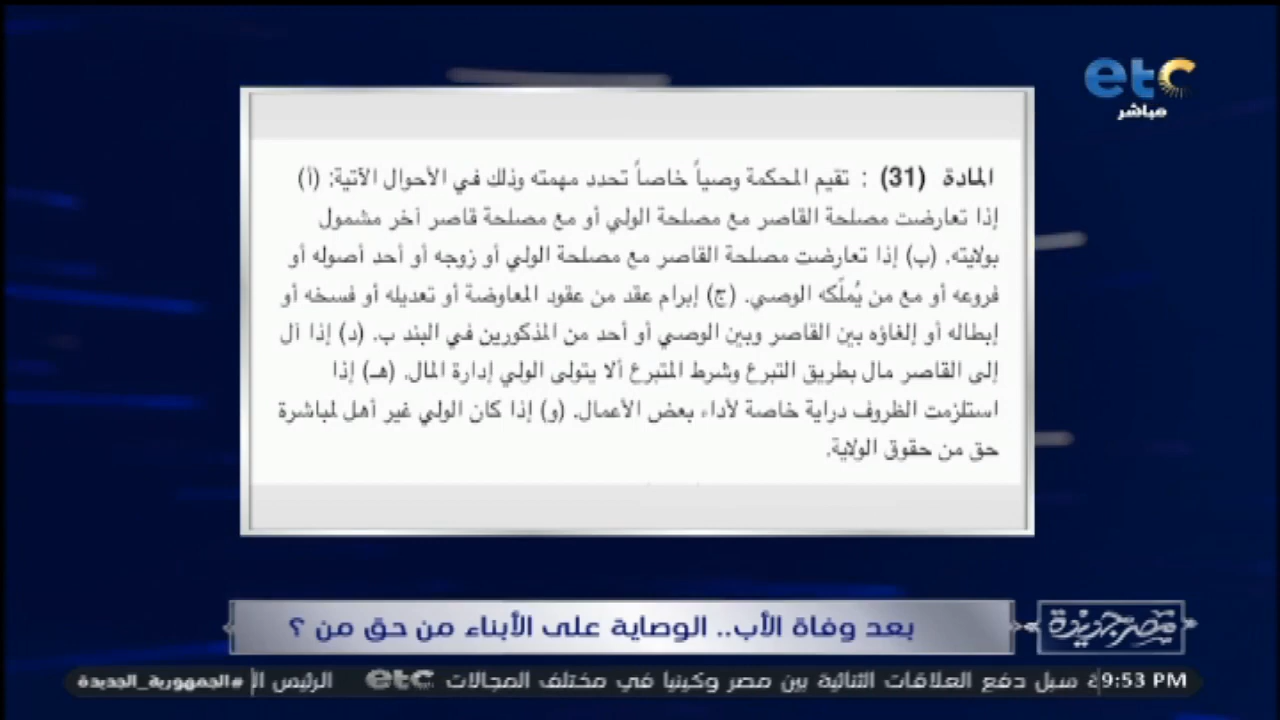 etc
مباشر
المادة (31) : تقيم المحكمة وصياً خاصاً تحدد مهمته وذلك في الأحوال الآتية: (أ)
إذا تعارضت مصلحة القاصر مع مصلحة الولي أو مع مصلحة قاصر آخر مشمول
بولايته. (ب) إذا تعارضت مصلحة القاصر مع مصلحة الولي أو زوجه أو أحد أصوله أو
فروعه أو مع من يُملّكه الوصي. (ج) إبرام عقد من عقود المعاوضة أو تعديله أو فسخه أو
إبطاله أو إلغاؤه بين القاصر وبين الوصي أو أحد من المذكورين في البند ب. (د) إذا آل
إلى القاصر مال بطريق التبرع وشرط المتبرع ألا يتولى الولي إدارة المال. (هـ) إذا
استلزمت الظروف دراية خاصة لأداء بعض الأعمال. (و) إذا كان الولي غير أهل لمباشرة
حق من حقوق الولاية.
مصر جديدة
بعد وفاة الأب.. الوصاية على الأبناء من حق من ؟
9:53 PM
سبل دفع العلاقات الثنائية بين مصر وكينيا في مختلف المجالات etc الرئيس
#الجمهورية_الجديدة